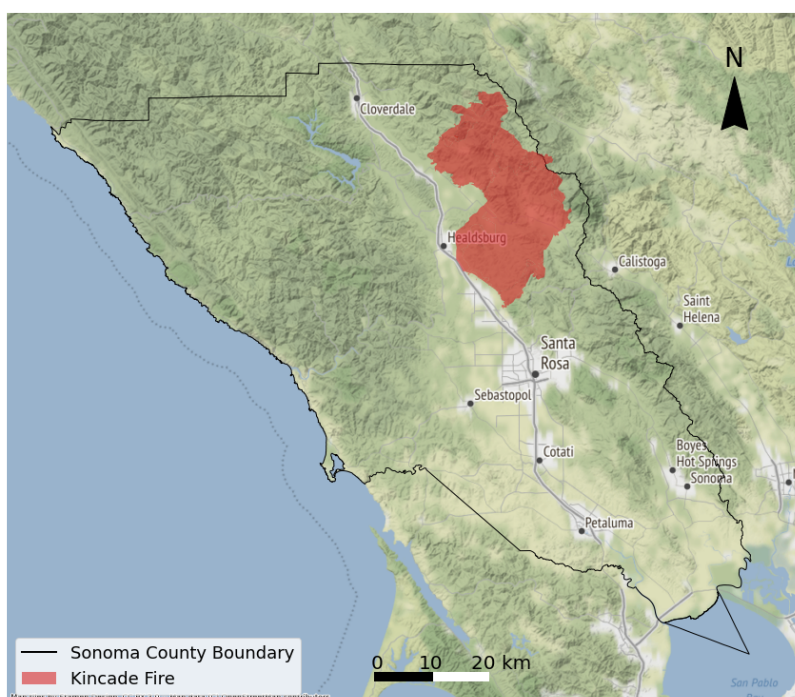 N
Cloverdale
Healdsburg
Calistoga
Saint
Helena
Santa
Rosa
Sebastopol
Boyes
Hot Springs
Sonoma
Cotati
Petaluma
Sonoma County Boundary
Kincade Fire
0 10 20 km
San Pablo